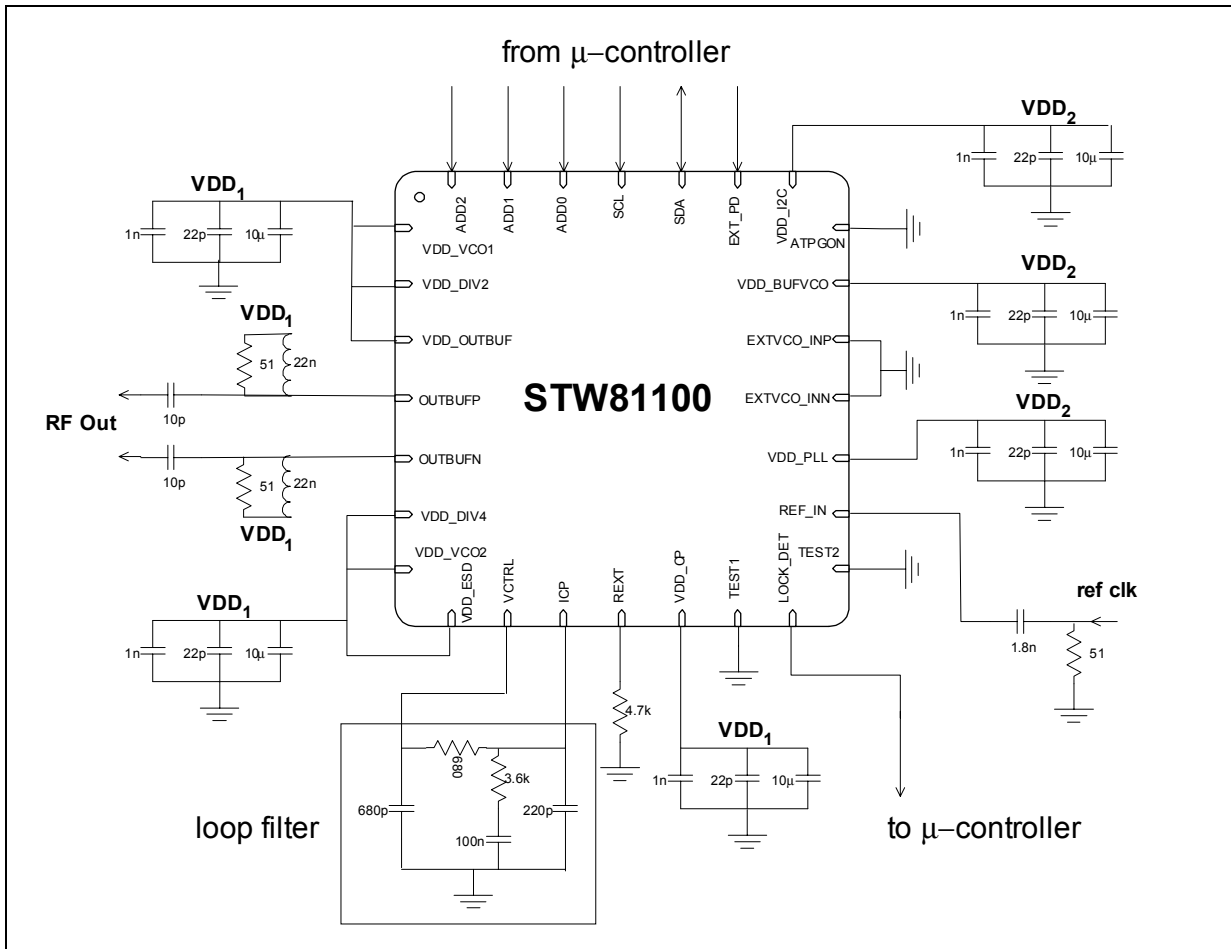 from μ−controller
VDD₂
1n 22p 10μ
VDD₁
1n 22p 10μ
ADD2 ADD1 ADD0 SCL SDA EXT_PD VDD_I2C
ATPGON
VDD_VCO1
VDD_DIV2
VDD_BUFVCO
VDD₂
1n 22p 10μ
VDD₁
51 22n
VDD_OUTBUF
EXTVCO_INP
STW81100
OUTBUFP
EXTVCO_INN
10p
RF Out
VDD₂
1n 22p 10μ
OUTBUFN
VDD_PLL
10p
51 22n
VDD₁
VDD_DIV4
REF_IN
VDD_VCO2
TEST2
VDD_ESD VCTRL ICP REXT VDD_CP TEST1 LOCK_DET
VDD₁
1n 22p 10μ
ref clk
1.8n
51
4.7k
VDD₁
1n 22p 10μ
680
3.6k
680p
220p
100n
loop filter
to μ−controller